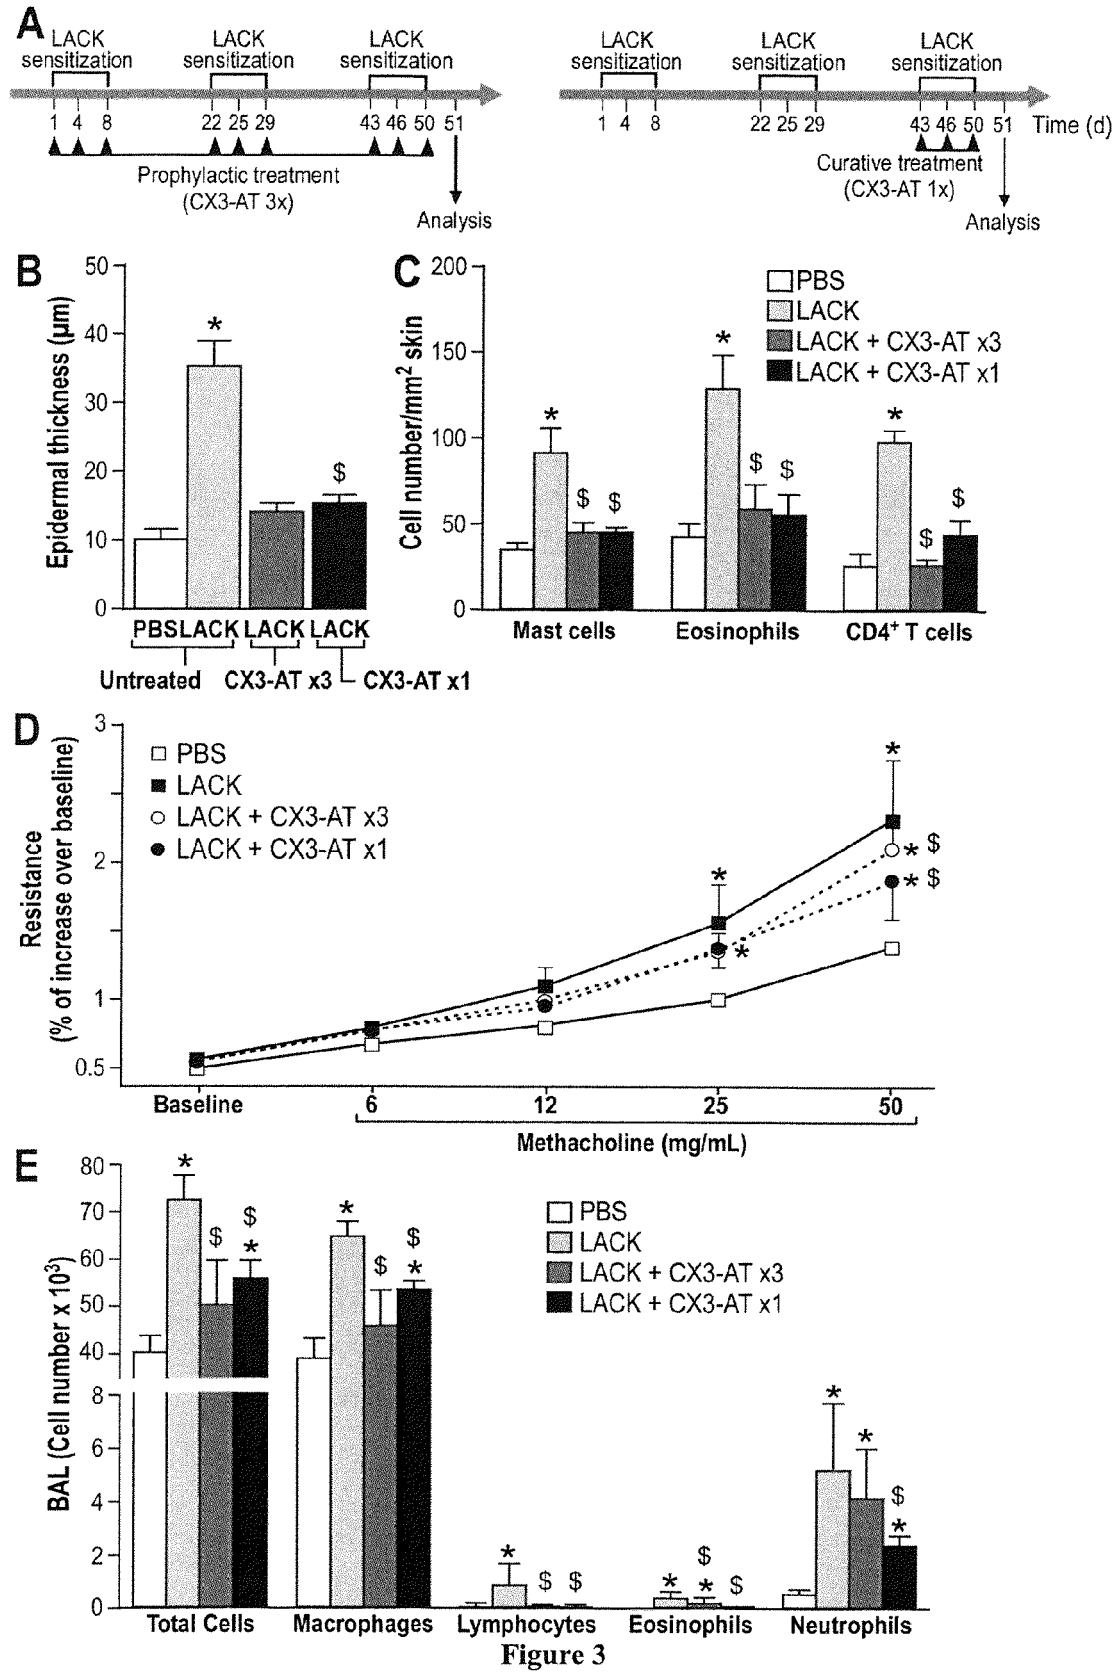 A
LACK sensitization
LACK sensitization
LACK sensitization
LACK sensitization
LACK sensitization
LACK sensitization
1 4 8 22 25 29 43 46 50 51
1 4 8 22 25 29 43 46 50 51 Time (d)
Prophylactic treatment
(CX3-AT 3x)
Analysis
Curative treatment
(CX3-AT 1x)
Analysis
B
Epidermal thickness (µm)
50
40
30
20
10
0
*
$
PBS LACK LACK LACK
Untreated CX3-AT x3 CX3-AT x1
C
Cell number/mm² skin
200
150
100
50
0
PBS
LACK
LACK + CX3-AT x3
LACK + CX3-AT x1
* $ $
* $ $
* $ $
Mast cells Eosinophils CD4⁺ T cells
D
Resistance
(% of increase over baseline)
3
2
1
0.5
PBS
LACK
LACK + CX3-AT x3
LACK + CX3-AT x1
*
*
*
* $
* $
Baseline 6 12 25 50
Methacholine (mg/mL)
E
BAL (Cell number x 10³)
80
70
60
50
40
8
6
4
2
0
PBS
LACK
LACK + CX3-AT x3
LACK + CX3-AT x1
* $ $ *
* $ $ *
* $ $
* $ * $
* * $ *
Total Cells Macrophages Lymphocytes Eosinophils Neutrophils
Figure 3